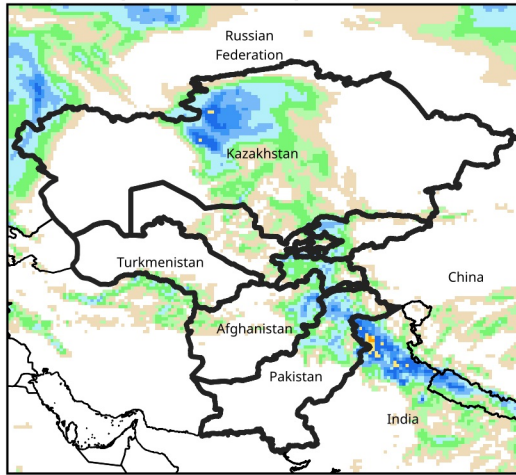 Russian
Federation
Kazakhstan
Turkmenistan
China
Afghanistan
Pakistan
India